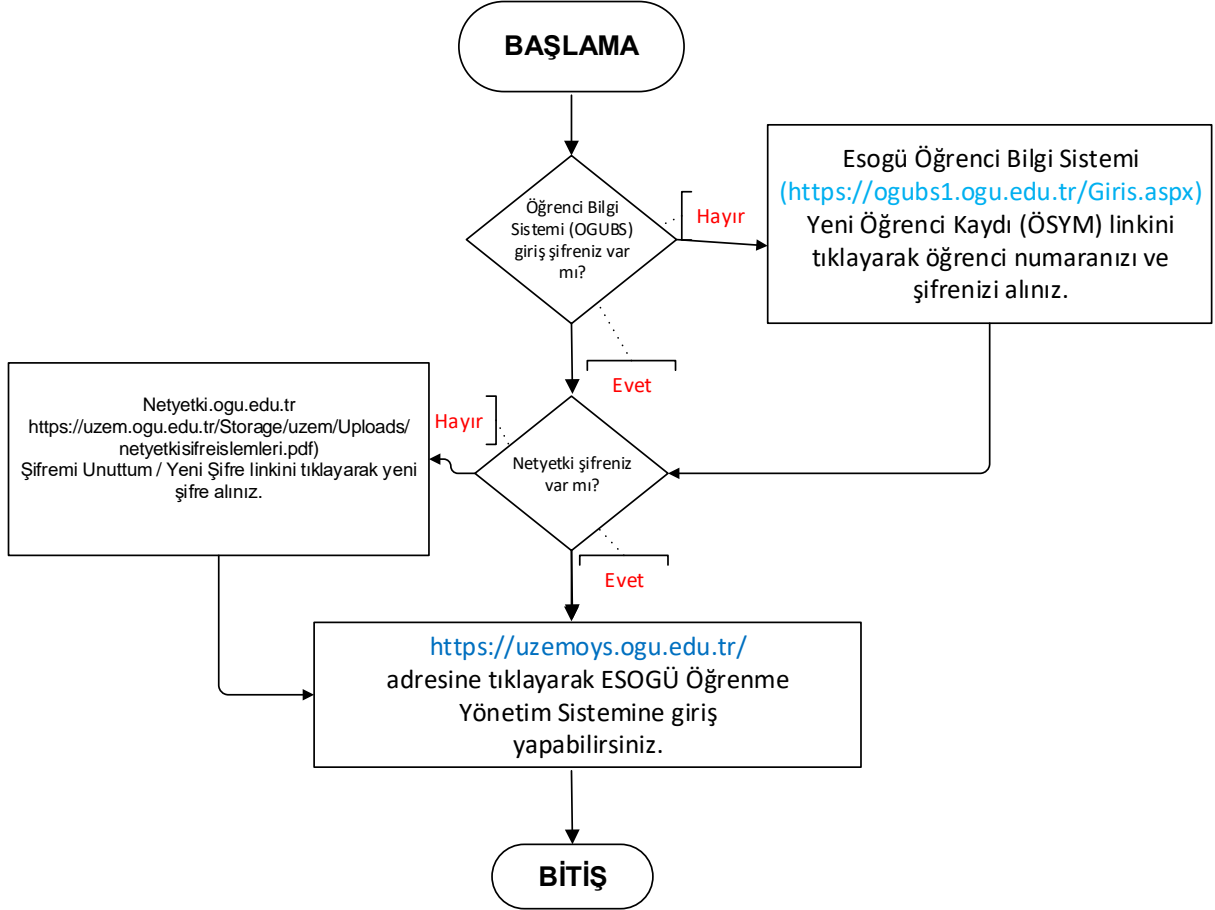 BAŞLAMA
Öğrenci Bilgi
Sistemi (OGUBS)
giriş şifreniz var
mı?
Hayır
Esogü Öğrenci Bilgi Sistemi
(https://ogubs1.ogu.edu.tr/Giris.aspx)
Yeni Öğrenci Kaydı (ÖSYM) linkini
tıklayarak öğrenci numaranızı ve
şifrenizi alınız.
Evet
Netyetki şifreniz
var mı?
Hayır
Netyetki.ogu.edu.tr
https://uzem.ogu.edu.tr/Storage/uzem/Uploads/
netyetkisifreislemleri.pdf)
Şifremi Unuttum / Yeni Şifre linkini tıklayarak yeni
şifre alınız.
Evet
https://uzemoys.ogu.edu.tr/
adresine tıklayarak ESOGÜ Öğrenme
Yönetim Sistemine giriş
yapabilirsiniz.
BİTİŞ